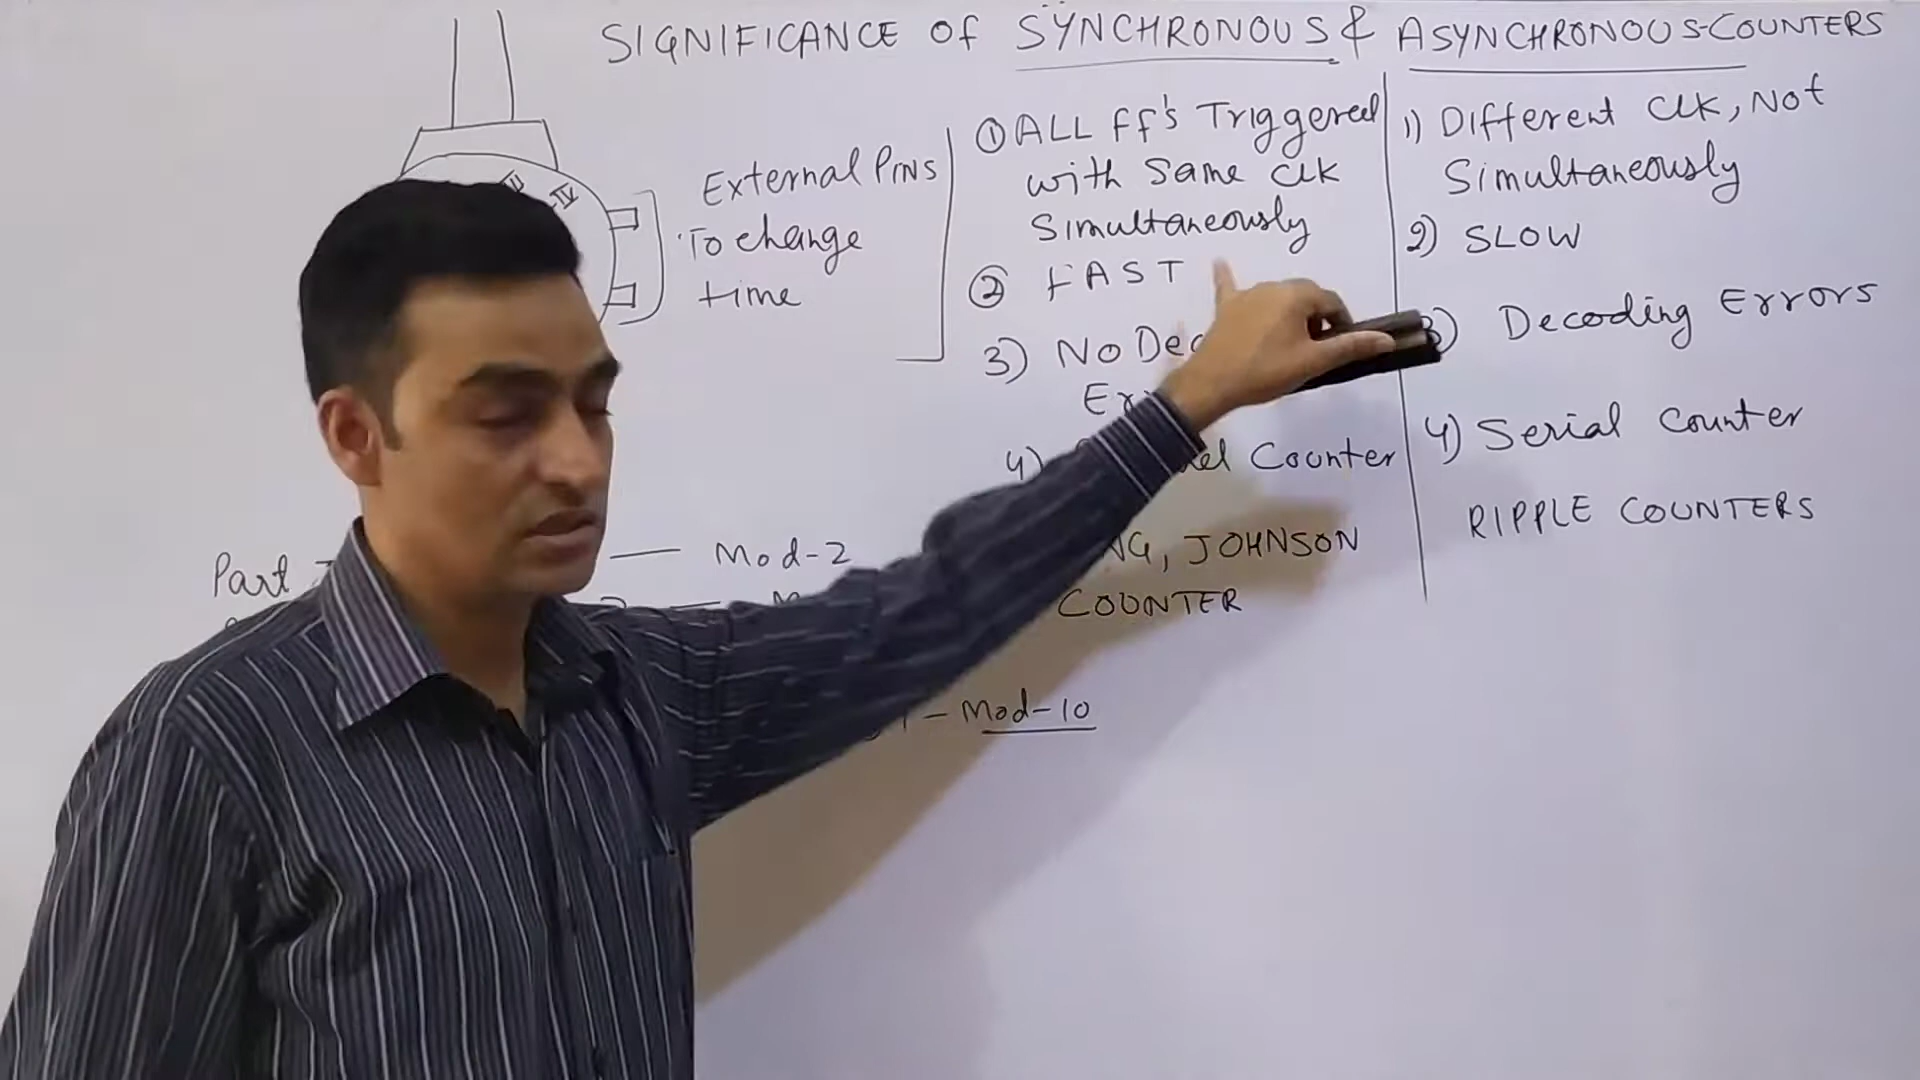 SIGNIFICANCE OF SYNCHRONOUS & ASYNCHRONOUS-COUNTERS
IV
External PINS
To change
time
① ALL FF's Triggered
with Same Clk
Simultaneously
② FAST
3) No
4) Counter
JOHNSON
COUNTER
1) Different Clk, Not
Simultaneously
2) SLOW
3) Decoding Errors
4) Serial Counter
RIPPLE COUNTERS
Part — Mod-2
— Mod-10